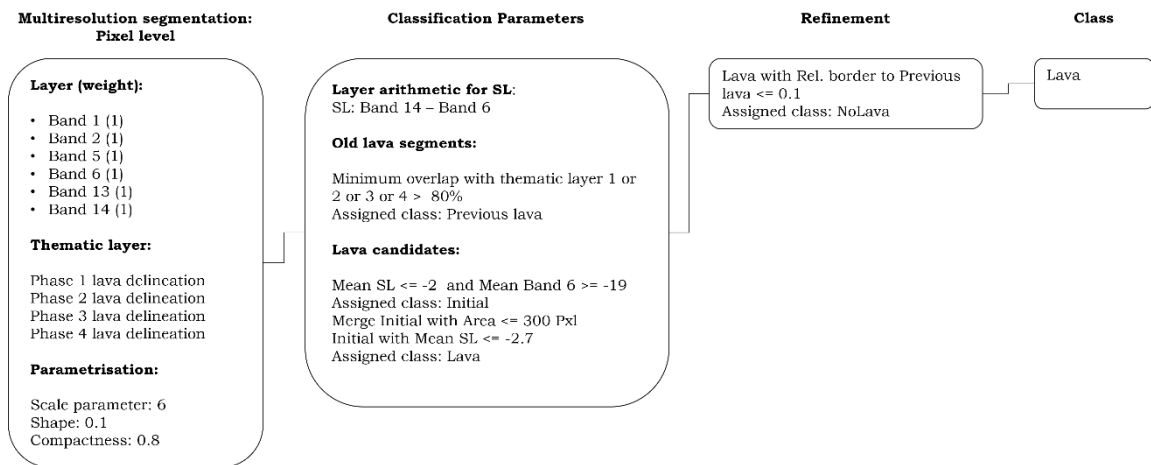 Multiresolution segmentation:
Pixel level
Layer (weight):
• Band 1 (1)
• Band 2 (1)
• Band 5 (1)
• Band 6 (1)
• Band 13 (1)
• Band 14 (1)
Thematic layer:
Phase 1 lava delineation
Phase 2 lava delineation
Phase 3 lava delineation
Phase 4 lava delineation
Parametrisation:
Scale parameter: 6
Shape: 0.1
Compactness: 0.8
Classification Parameters
Layer arithmetic for SL:
SL: Band 14 – Band 6
Old lava segments:
Minimum overlap with thematic layer 1 or
2 or 3 or 4 > 80%
Assigned class: Previous lava
Lava candidates:
Mean SL <= -2 and Mean Band 6 >= -19
Assigned class: Initial
Merge Initial with Area <= 300 Pxl
Initial with Mean SL <= -2.7
Assigned class: Lava
Refinement
Lava with Rel. border to Previous
lava <= 0.1
Assigned class: NoLava
Class
Lava